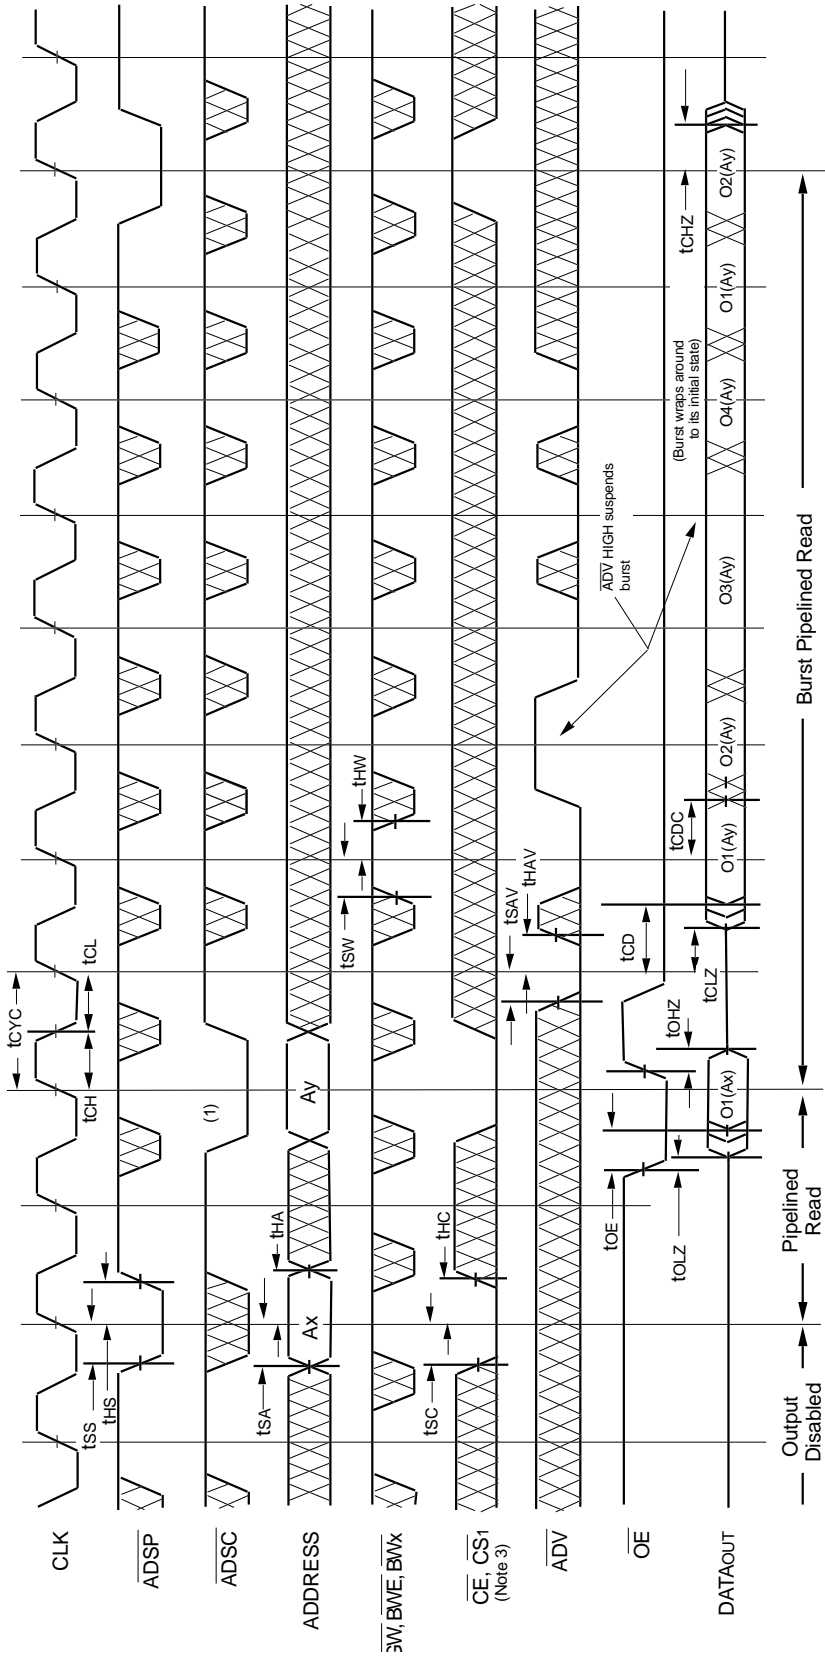 tCYC
tCH
tCL
tSS
tHS
CLK
ADSP
ADSC
(1)
tSA
tHA
ADDRESS
Ax
Ay
tSW
tHW
GW, BWE, BWx
tSC
tHC
CE, CS1
(Note 3)
tSAV
tHAV
ADV
ADV HIGH suspends
burst
OE
tOE
tOLZ
tOHZ
tCD
tCLZ
tCDC
tCHZ
(Burst wraps around
to its initial state)
DATAOUT
O1(Ax)
O1(Ay)
O2(Ay)
O3(Ay)
O4(Ay)
O1(Ay)
O2(Ay)
Output
Disabled
Pipelined
Read
Burst Pipelined Read